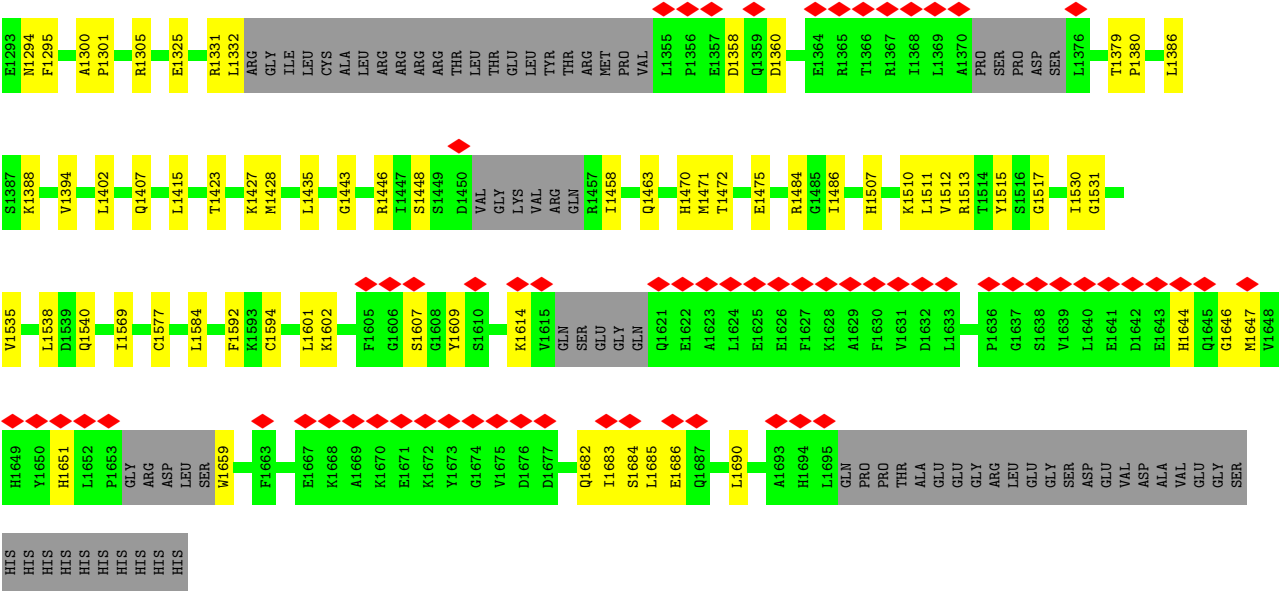 E1293 N1294 F1295 A1300 P1301 R1305 E1325 R1331 L1332 ARG GLY ILE LEU CYS ALA LEU ARG ARG ARG ARG THR LEU THR GLU LEU TYR THR ARG MET PRO VAL L1355 P1356 E1357 D1358 Q1359 D1360 E1364 R1365 T1366 R1367 I1368 L1369 A1370 PRO SER PRO ASP SER L1376 T1379 P1380 L1386
S1387 K1388 V1394 L1402 Q1407 L1415 T1423 K1427 M1428 L1435 G1443 R1446 I1447 S1448 S1449 D1450 VAL GLY LYS VAL ARG GLN R1457 I1458 Q1463 H1470 M1471 T1472 E1475 R1484 G1485 I1486 H1507 K1510 L1511 V1512 R1513 T1514 Y1515 S1516 G1517 I1530 G1531
V1535 L1538 D1539 Q1540 I1569 C1577 L1584 F1592 K1593 C1594 L1601 K1602 F1605 G1606 S1607 G1608 Y1609 S1610 K1614 V1615 GLN SER GLU GLY GLN Q1621 E1622 A1623 L1624 E1625 E1626 F1627 K1628 A1629 F1630 V1631 D1632 L1633 P1636 G1637 S1638 V1639 L1640 E1641 D1642 E1643 H1644 Q1645 G1646 M1647 V1648
H1649 Y1650 H1651 L1652 P1653 GLY ARG ASP LEU SER W1659 F1663 E1667 K1668 A1669 K1670 E1671 K1672 Y1673 G1674 V1675 D1676 D1677 Q1682 I1683 S1684 L1685 E1686 Q1687 L1690 A1693 H1694 L1695 GLN PRO PRO THR ALA GLU GLU GLY ARG LEU GLU GLY SER ASP GLU VAL ASP ALA VAL GLU GLY SER
HIS HIS HIS HIS HIS HIS HIS HIS HIS HIS